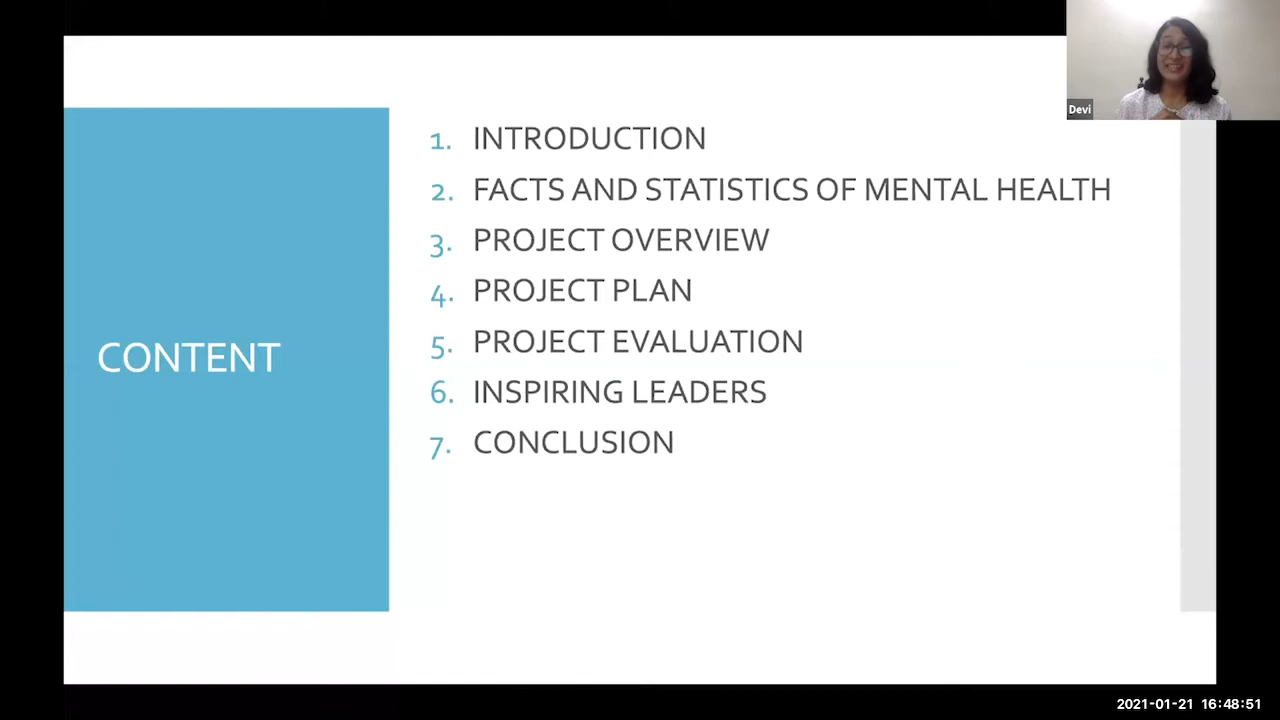 Devi
CONTENT
1. INTRODUCTION
2. FACTS AND STATISTICS OF MENTAL HEALTH
3. PROJECT OVERVIEW
4. PROJECT PLAN
5. PROJECT EVALUATION
6. INSPIRING LEADERS
7. CONCLUSION
2021-01-21 16:48:51